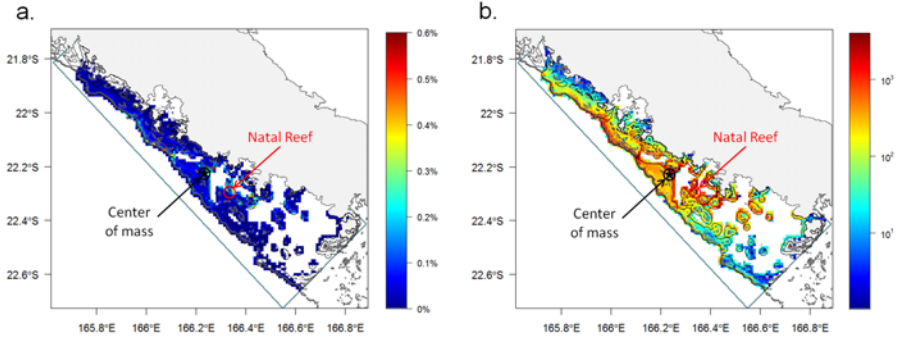 a.
b.
21.8°S
22°S
22.2°S
22.4°S
22.6°S
165.8°E
166°E
166.2°E
166.4°E
166.6°E
166.8°E
Natal Reef
Center
of mass
0.6%
0.5%
0.4%
0.3%
0.2%
0.1%
0%
21.8°S
22°S
22.2°S
22.4°S
22.6°S
165.8°E
166°E
166.2°E
166.4°E
166.6°E
166.8°E
Natal Reef
Center
of mass
10³
10²
10¹